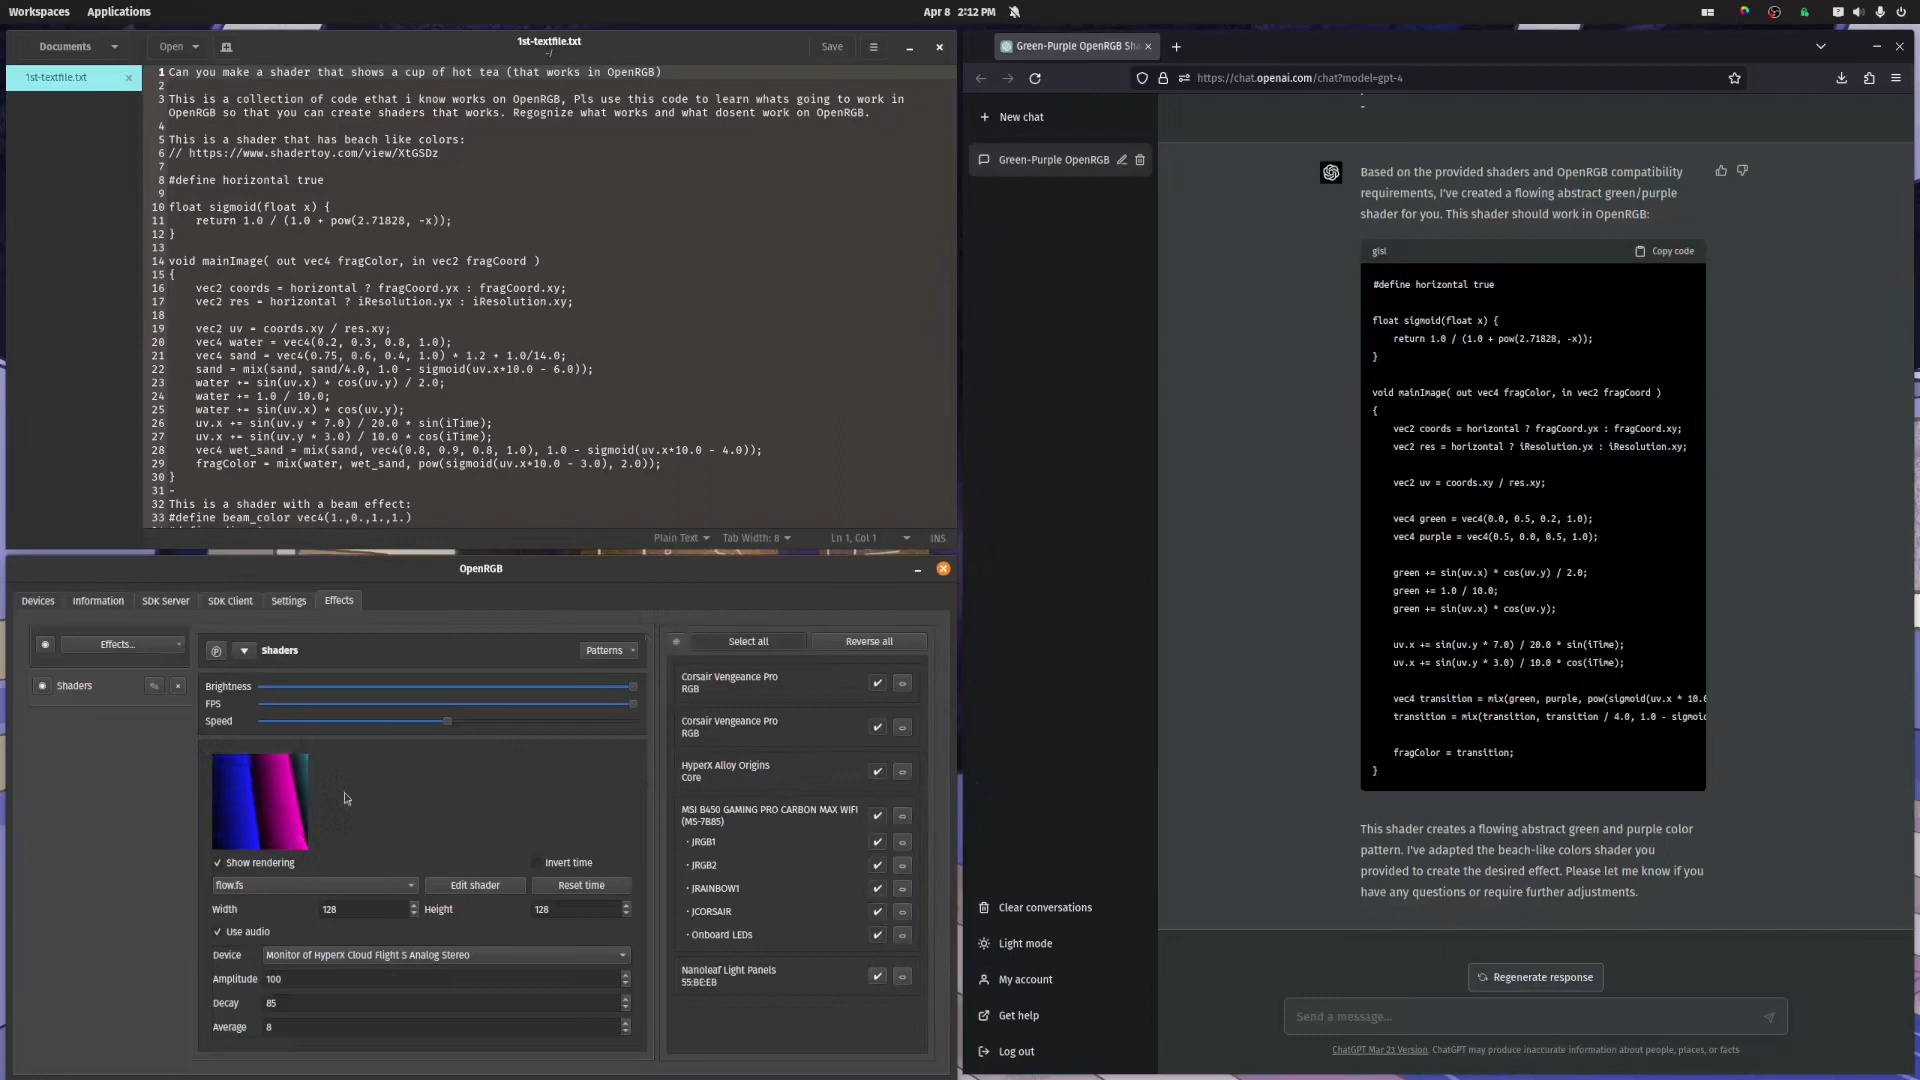 Workspaces Applications
Apr 8 2:12 PM
Documents Open 1st-textfile.txt Save
~/
1st-textfile.txt
1 Can you make a shader that shows a cup of hot tea (that works in OpenRGB)
2
3 This is a collection of code ethat i know works on OpenRGB, Pls use this code to learn whats going to work in
OpenRGB so that you can create shaders that works. Regognize what works and what dosent work on OpenRGB.
4
5 This is a shader that has beach like colors:
6 // https://www.shadertoy.com/view/XtGSDz
7
8 #define horizontal true
9
10 float sigmoid(float x) {
11 return 1.0 / (1.0 + pow(2.71828, -x));
12 }
13
14 void mainImage( out vec4 fragColor, in vec2 fragCoord )
15 {
16 vec2 coords = horizontal ? fragCoord.yx : fragCoord.xy;
17 vec2 res = horizontal ? iResolution.yx : iResolution.xy;
18
19 vec2 uv = coords.xy / res.xy;
20 vec4 water = vec4(0.2, 0.3, 0.8, 1.0);
21 vec4 sand = vec4(0.75, 0.6, 0.4, 1.0) * 1.2 + 1.0/14.0;
22 sand = mix(sand, sand/4.0, 1.0 - sigmoid(uv.x*10.0 - 6.0));
23 water += sin(uv.x) * cos(uv.y) / 2.0;
24 water += 1.0 / 10.0;
25 water += sin(uv.x) * cos(uv.y);
26 uv.x += sin(uv.y * 7.0) / 20.0 * sin(iTime);
27 uv.x += sin(uv.y * 3.0) / 10.0 * cos(iTime);
28 vec4 wet_sand = mix(sand, vec4(0.8, 0.9, 0.8, 1.0), 1.0 - sigmoid(uv.x*10.0 - 4.0));
29 fragColor = mix(water, wet_sand, pow(sigmoid(uv.x*10.0 - 3.0), 2.0));
30 }
31 -
32 This is a shader with a beam effect:
33 #define beam_color vec4(1.,0.,1.,1.)
Plain Text Tab Width: 8 Ln 1, Col 1 INS
OpenRGB
Devices Information SDK Server SDK Client Settings Effects
Effects...
Shaders
Shaders Patterns
Brightness
FPS
Speed
Show rendering Invert time
flow.fs Edit shader Reset time
Width 128 Height 128
Use audio
Device Monitor of HyperX Cloud Flight S Analog Stereo
Amplitude 100
Decay 85
Average 8
Select all Reverse all
Corsair Vengeance Pro
RGB
Corsair Vengeance Pro
RGB
HyperX Alloy Origins
Core
MSI B450 GAMING PRO CARBON MAX WIFI
(MS-7B85)
· JRGB1
· JRGB2
· JRAINBOW1
· JCORSAIR
· Onboard LEDs
Nanoleaf Light Panels
55:BE:EB
Green-Purple OpenRGB Sha
https://chat.openai.com/chat?model=gpt-4
New chat
Green-Purple OpenRGB
Clear conversations
Light mode
My account
Get help
Log out
-
Based on the provided shaders and OpenRGB compatibility
requirements, I've created a flowing abstract green/purple
shader for you. This shader should work in OpenRGB:
glsl Copy code
#define horizontal true
float sigmoid(float x) {
return 1.0 / (1.0 + pow(2.71828, -x));
}
void mainImage( out vec4 fragColor, in vec2 fragCoord )
{
vec2 coords = horizontal ? fragCoord.yx : fragCoord.xy;
vec2 res = horizontal ? iResolution.yx : iResolution.xy;
vec2 uv = coords.xy / res.xy;
vec4 green = vec4(0.0, 0.5, 0.2, 1.0);
vec4 purple = vec4(0.5, 0.0, 0.5, 1.0);
green += sin(uv.x) * cos(uv.y) / 2.0;
green += 1.0 / 10.0;
green += sin(uv.x) * cos(uv.y);
uv.x += sin(uv.y * 7.0) / 20.0 * sin(iTime);
uv.x += sin(uv.y * 3.0) / 10.0 * cos(iTime);
vec4 transition = mix(green, purple, pow(sigmoid(uv.x * 10.0
transition = mix(transition, transition / 4.0, 1.0 - sigmoid
fragColor = transition;
}
This shader creates a flowing abstract green and purple color
pattern. I've adapted the beach-like colors shader you
provided to create the desired effect. Please let me know if you
have any questions or require further adjustments.
Regenerate response
Send a message...
ChatGPT Mar 23 Version. ChatGPT may produce inaccurate information about people, places, or facts